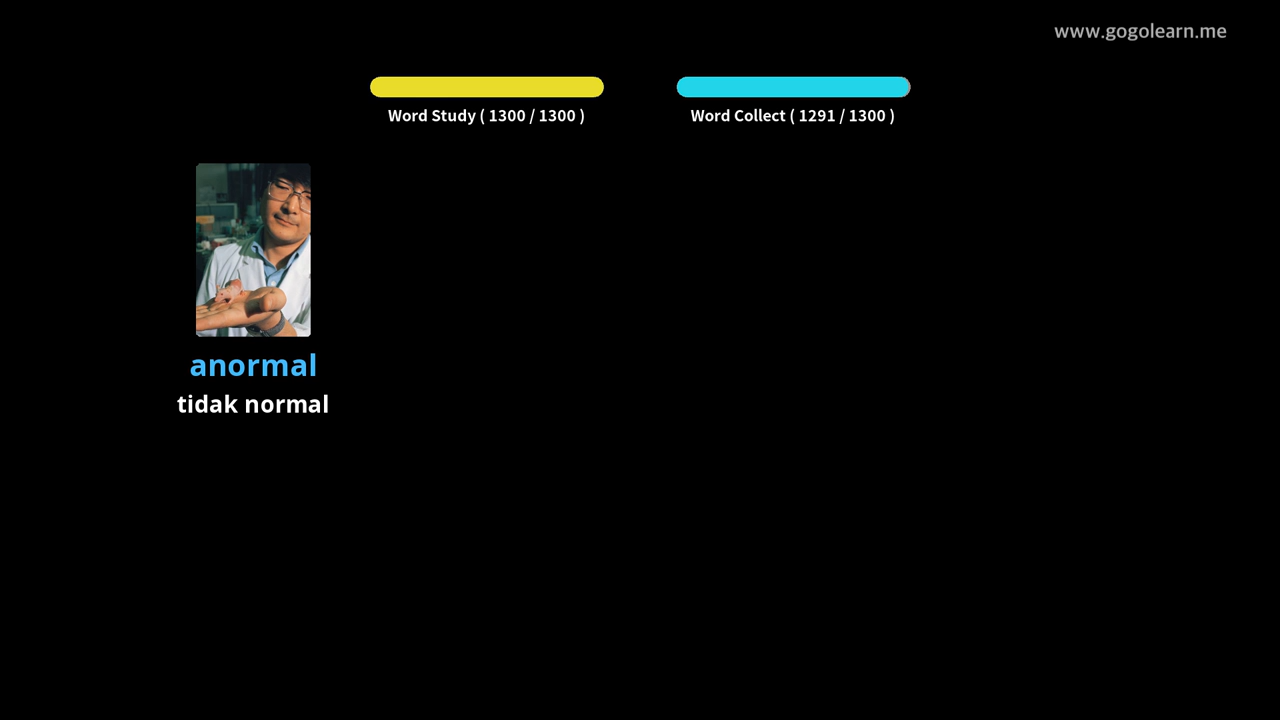 www.gogolearn.me
Word Study ( 1300 / 1300 )
Word Collect ( 1291 / 1300 )
anormal
tidak normal